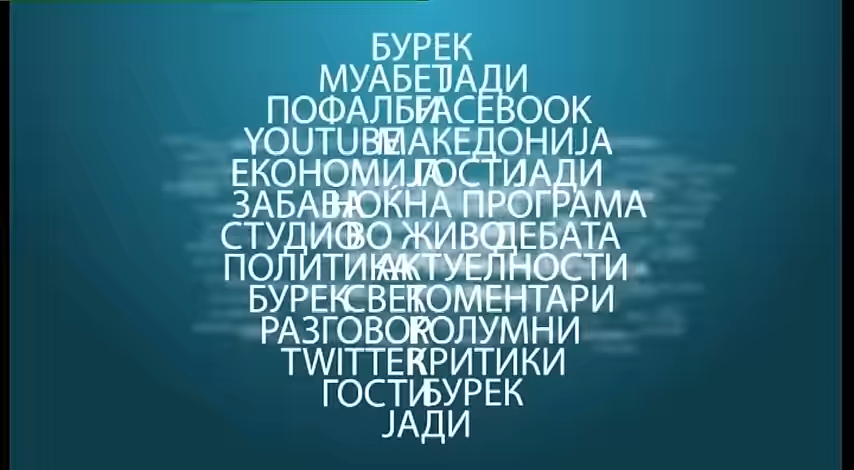 БУРЕК
МУАБЕТ ЈАДИ
ПОФАЛБИ FACEBOOK
YOUTUBE МАКЕДОНИЈА
ЕКОНОМИЈА ГОСТИ ЈАДИ
ЗАБАВА НОЌНА ПРОГРАМА
СТУДИО ВО ЖИВО ДЕБАТА
ПОЛИТИКА АКТУЕЛНОСТИ
БУРЕК СВЕТ КОМЕНТАРИ
РАЗГОВОР КОЛУМНИ
TWITTER КРИТИКИ
ГОСТИ БУРЕК
ЈАДИ